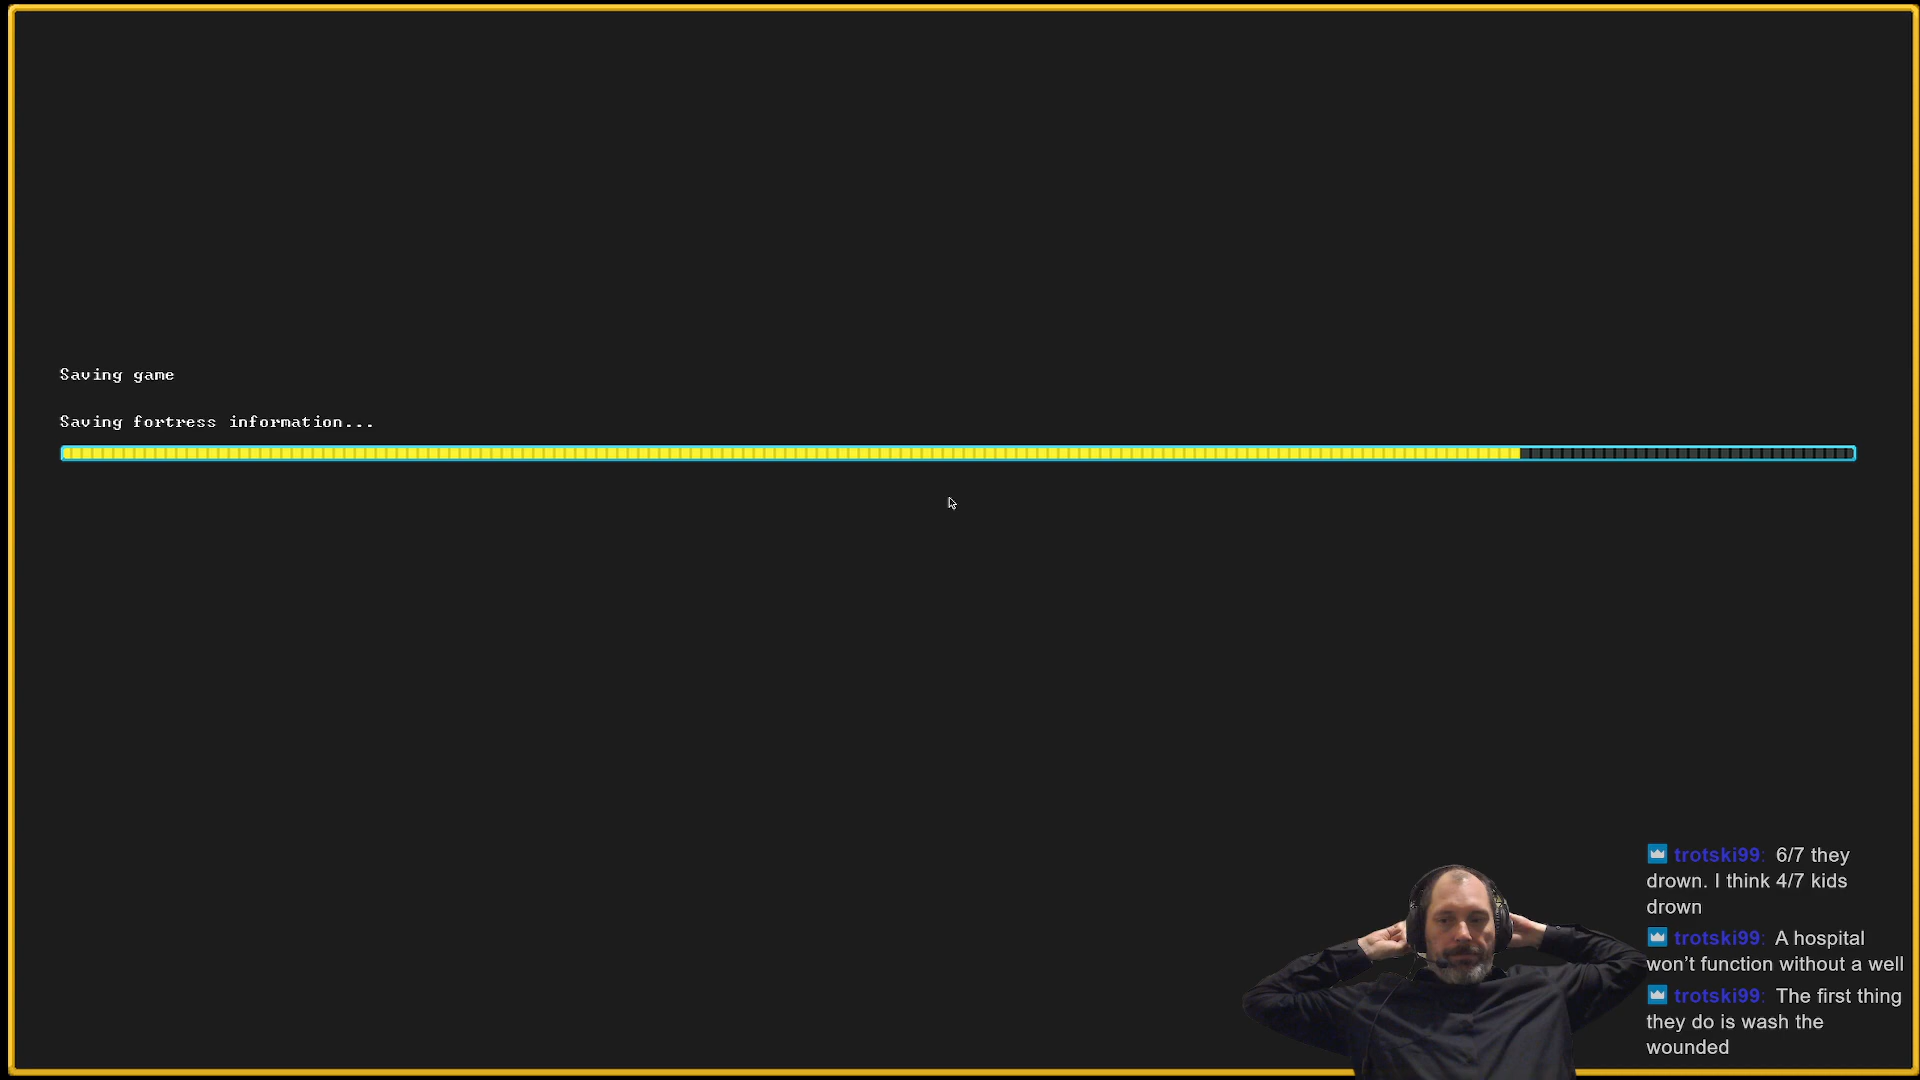 Saving game
Saving fortress information...
trotski99: 6/7 they
drown. I think 4/7 kids
drown
trotski99: A hospital
won't function without a well
trotski99: The first thing
they do is wash the
wounded